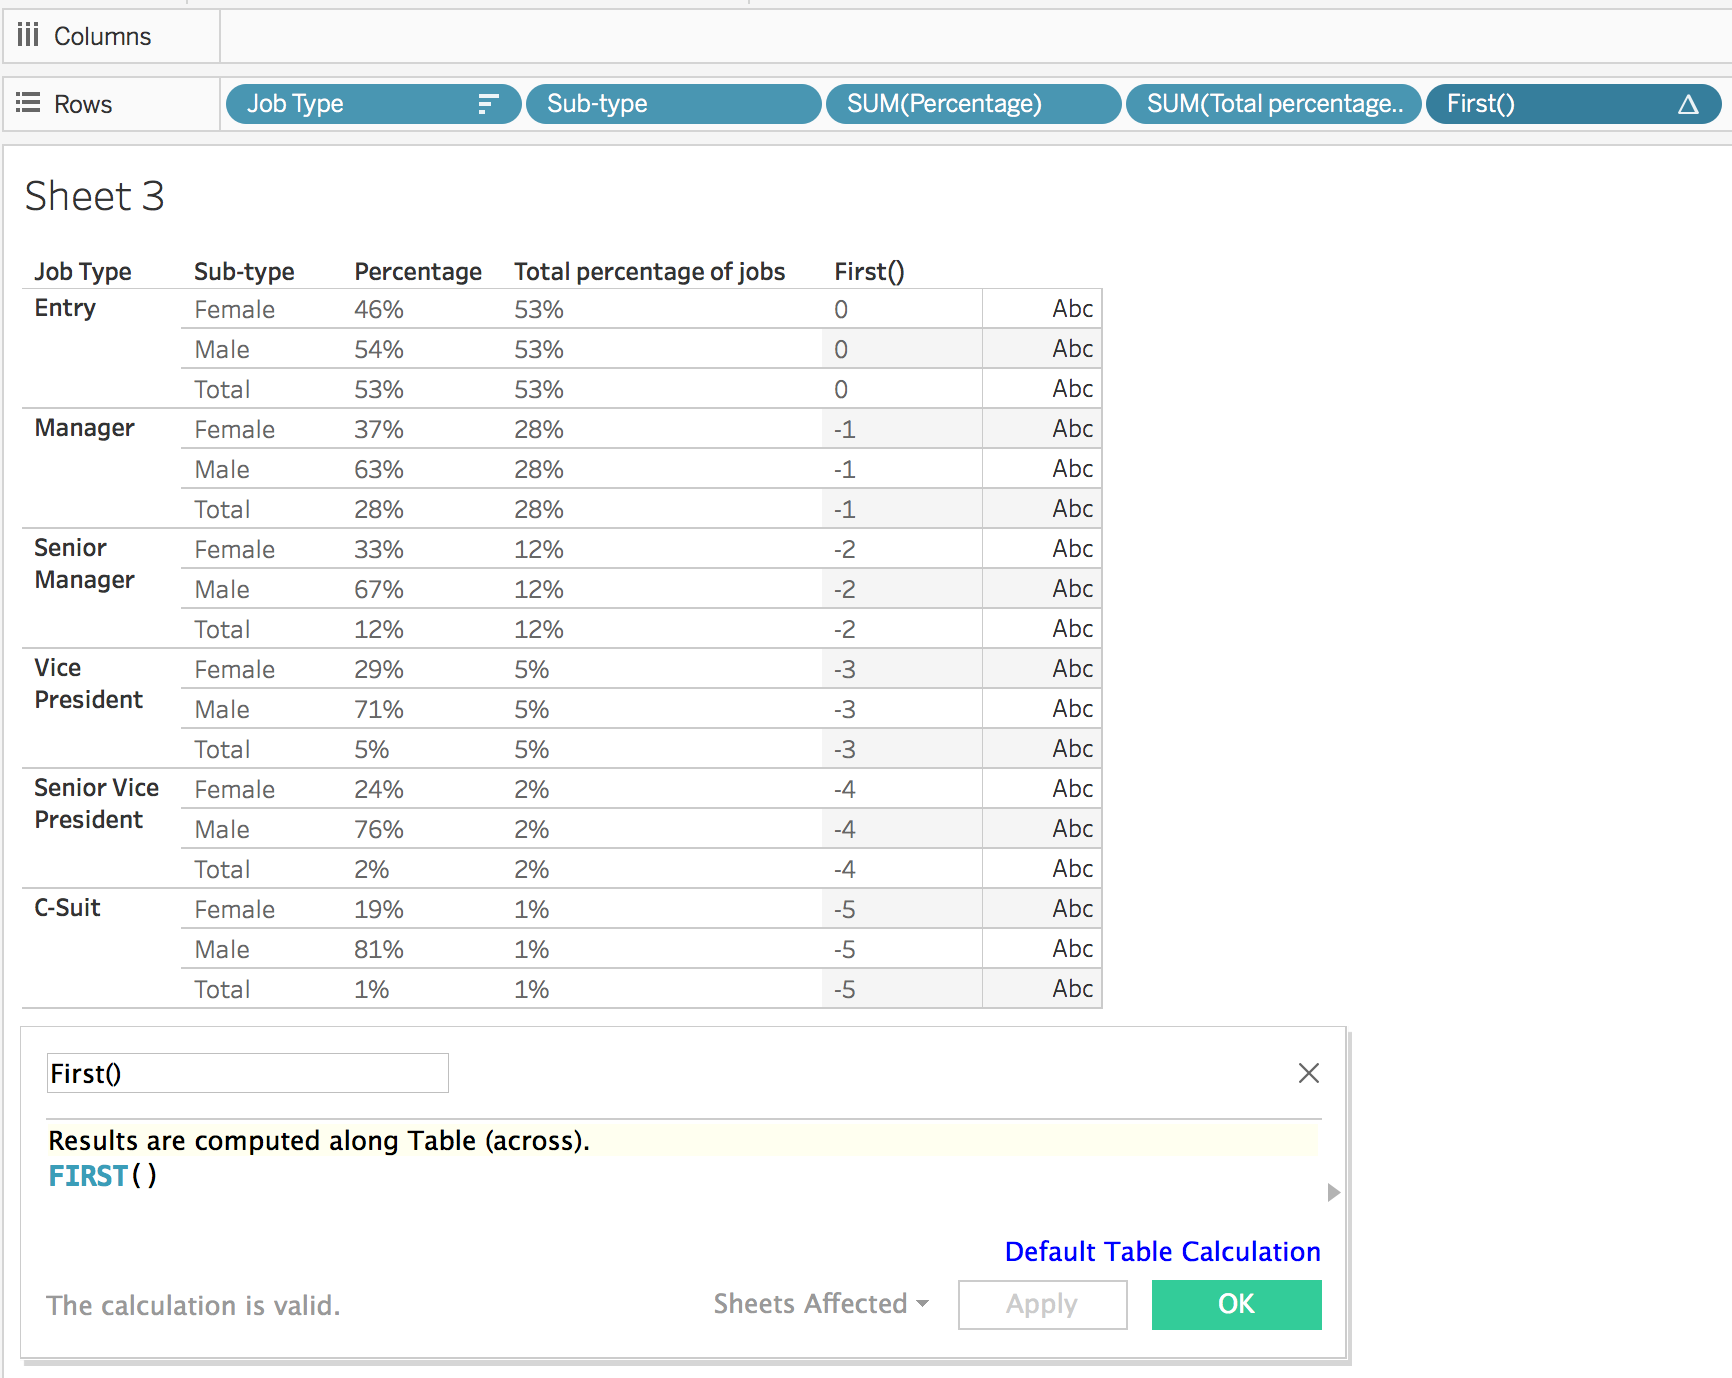 Columns
Rows Job Type Sub-type SUM(Percentage) SUM(Total percentage.. First() Δ
Sheet 3
Job Type Sub-type Percentage Total percentage of jobs First()
Entry Female 46% 53% 0 Abc
Male 54% 53% 0 Abc
Total 53% 53% 0 Abc
Manager Female 37% 28% -1 Abc
Male 63% 28% -1 Abc
Total 28% 28% -1 Abc
Senior Female 33% 12% -2 Abc
Manager Male 67% 12% -2 Abc
Total 12% 12% -2 Abc
Vice Female 29% 5% -3 Abc
President Male 71% 5% -3 Abc
Total 5% 5% -3 Abc
Senior Vice Female 24% 2% -4 Abc
President Male 76% 2% -4 Abc
Total 2% 2% -4 Abc
C-Suit Female 19% 1% -5 Abc
Male 81% 1% -5 Abc
Total 1% 1% -5 Abc
First()
Results are computed along Table (across).
FIRST()
Default Table Calculation
The calculation is valid. Sheets Affected Apply OK